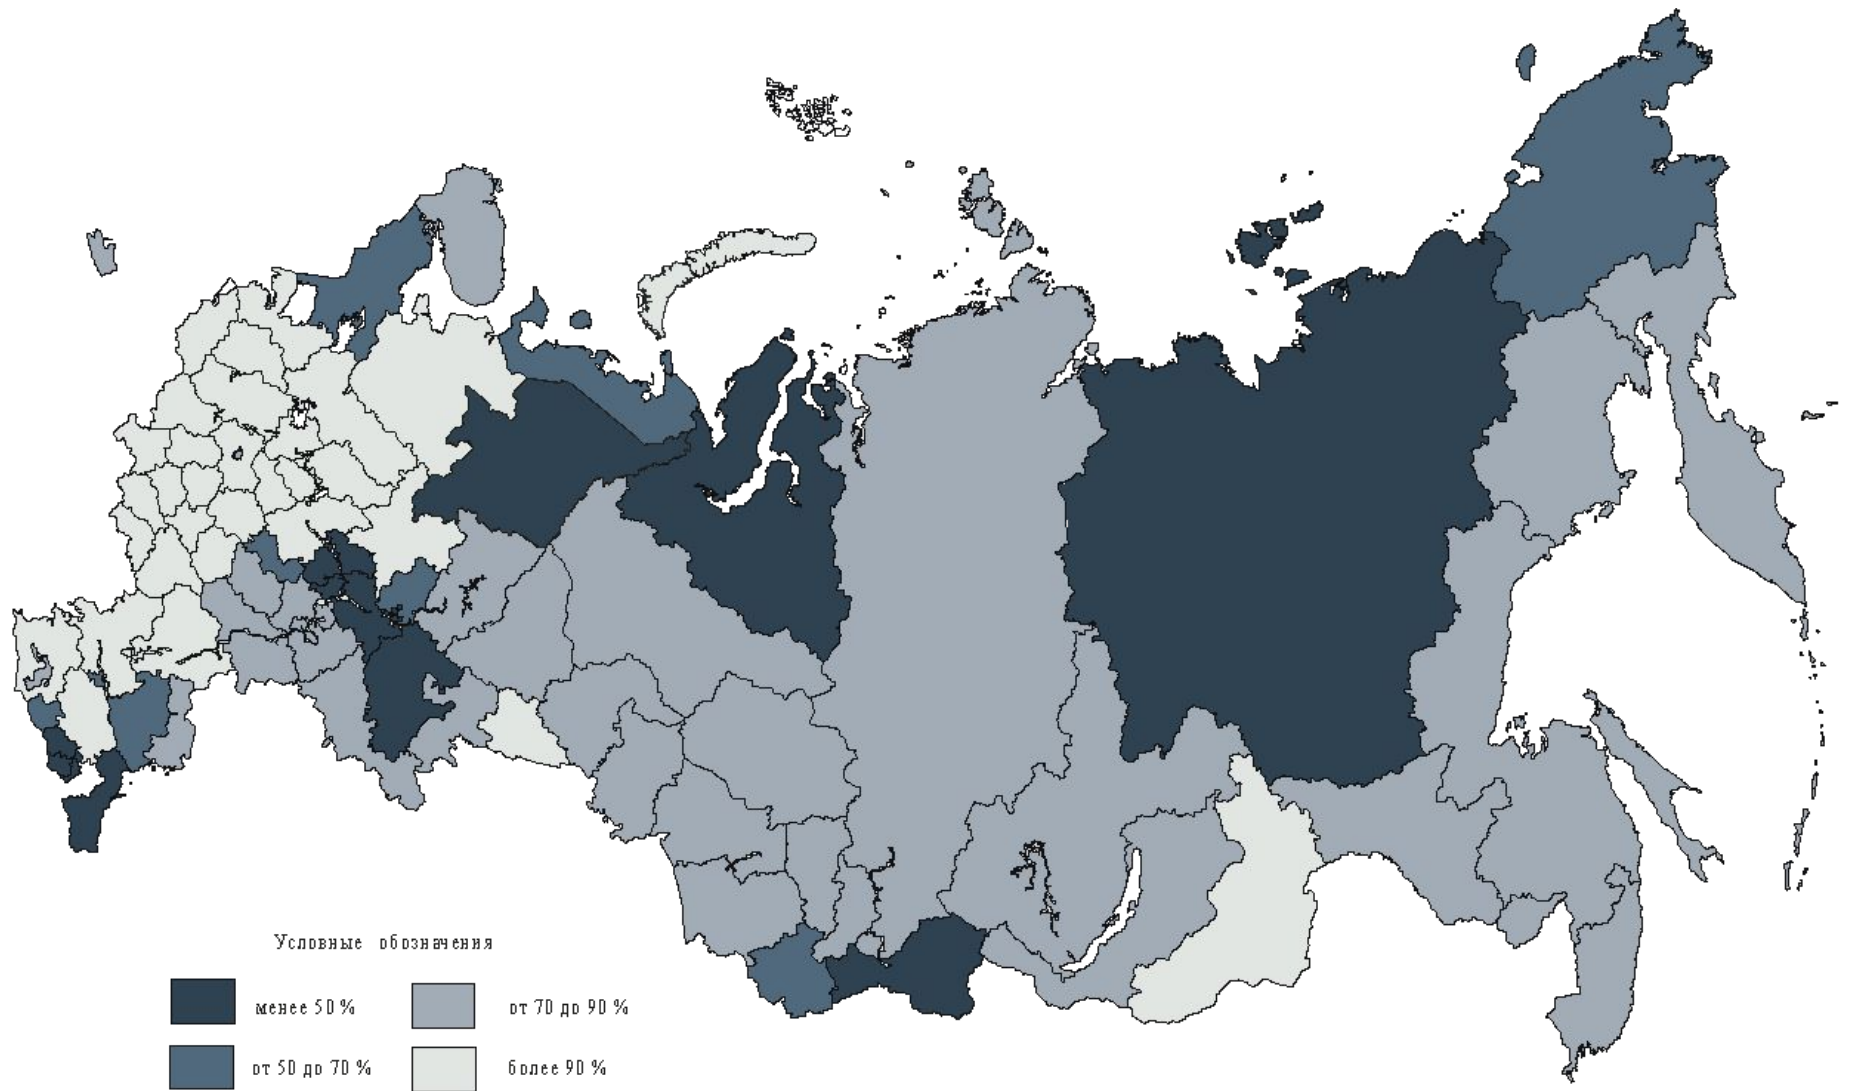 Условные обозначения
менее 50 %
от 70 до 90 %
от 50 до 70 %
более 90 %